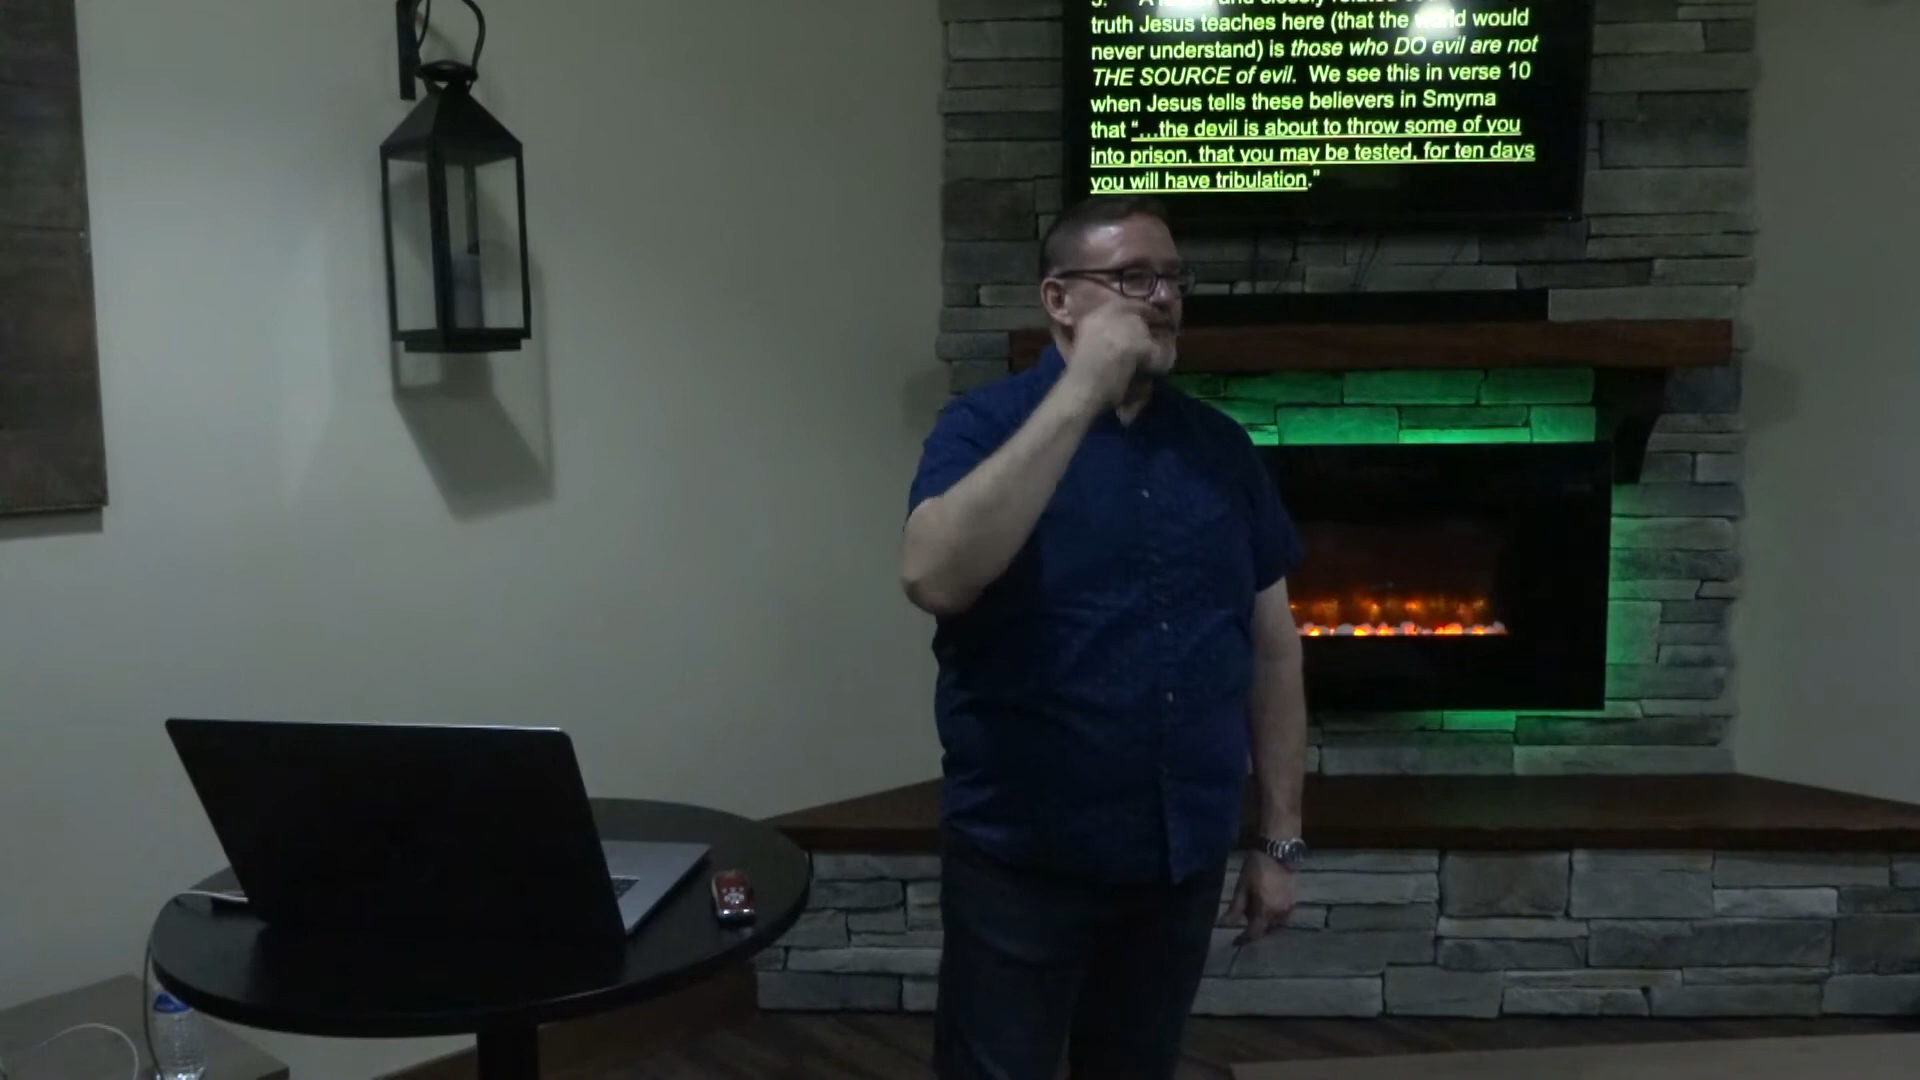 truth Jesus teaches here (that the world would
never understand) is those who DO evil are not
THE SOURCE of evil. We see this in verse 10
when Jesus tells these believers in Smyrna
that “…the devil is about to throw some of you
into prison, that you may be tested, for ten days
you will have tribulation.”